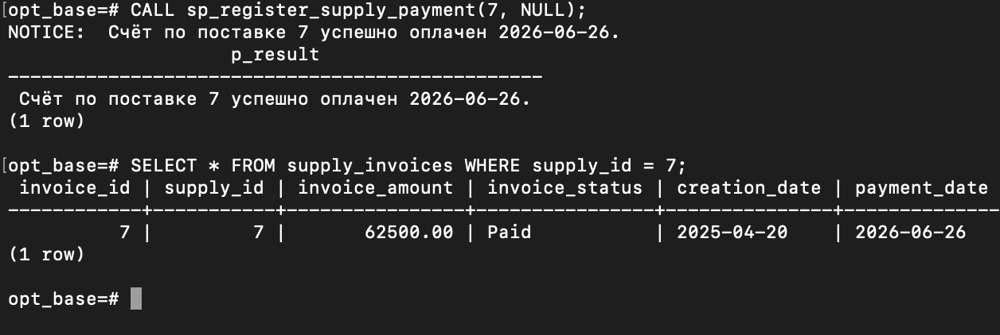 [opt_base=# CALL sp_register_supply_payment(7, NULL);
NOTICE:  Счёт по поставке 7 успешно оплачен 2026-06-26.
                    p_result
------------------------------------------------
 Счёт по поставке 7 успешно оплачен 2026-06-26.
(1 row)
[opt_base=# SELECT * FROM supply_invoices WHERE supply_id = 7;
 invoice_id | supply_id | invoice_amount | invoice_status | creation_date | payment_date
------------+-----------+----------------+----------------+---------------+--------------
          7 |         7 |       62500.00 | Paid           | 2025-04-20    | 2026-06-26
(1 row)
opt_base=#